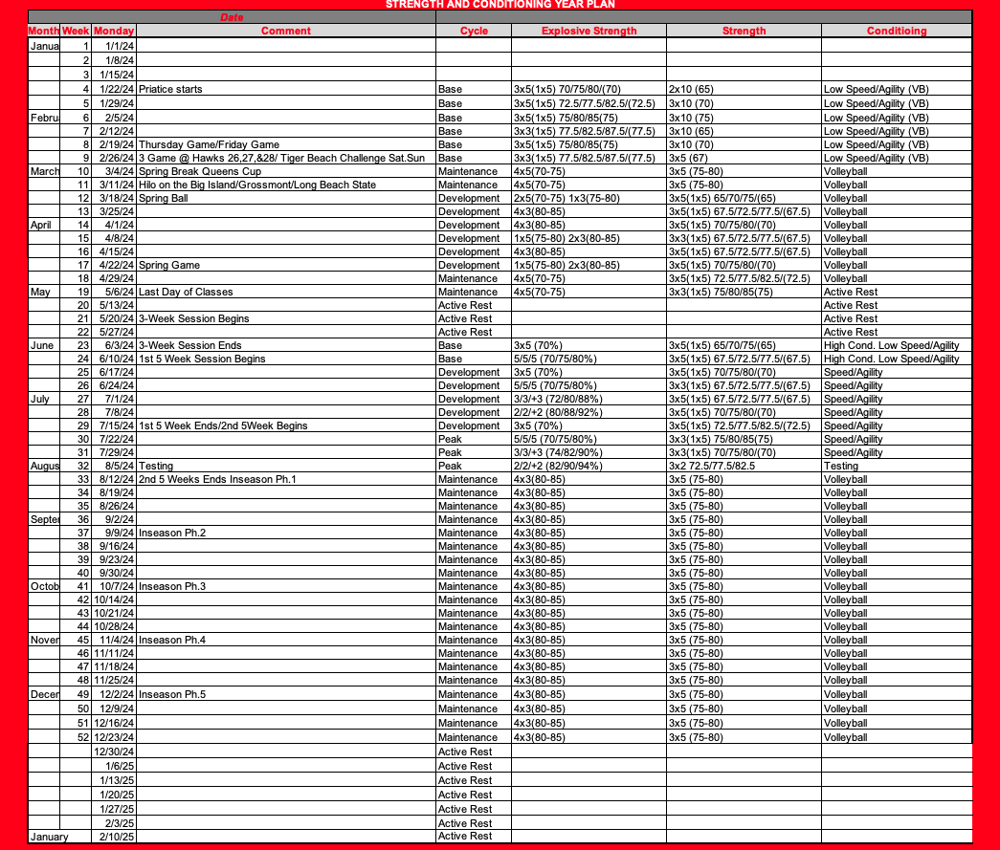 STRENGTH AND CONDITIONING YEAR PLAN
Date
Month Week Monday Comment Cycle Explosive Strength Strength Conditioing
Janua 1 1/1/24
2 1/8/24
3 1/15/24
4 1/22/24 Priatice starts Base 3x5(1x5) 70/75/80/(70) 2x10 (65) Low Speed/Agility (VB)
5 1/29/24 Base 3x5(1x5) 72.5/77.5/82.5/(72.5) 3x10 (70) Low Speed/Agility (VB)
Febru 6 2/5/24 Base 3x5(1x5) 75/80/85(75) 3x10 (75) Low Speed/Agility (VB)
7 2/12/24 Base 3x3(1x5) 77.5/82.5/87.5/(77.5) 3x10 (65) Low Speed/Agility (VB)
8 2/19/24 Thursday Game/Friday Game Base 3x5(1x5) 75/80/85(75) 3x10 (70) Low Speed/Agility (VB)
9 2/26/24 3 Game @ Hawks 26,27,&28/ Tiger Beach Challenge Sat.Sun Base 3x3(1x5) 77.5/82.5/87.5/(77.5) 3x5 (67) Low Speed/Agility (VB)
March 10 3/4/24 Spring Break Queens Cup Maintenance 4x5(70-75) 3x5 (75-80) Volleyball
11 3/11/24 Hilo on the Big Island/Grossmont/Long Beach State Maintenance 4x5(70-75) 3x5 (75-80) Volleyball
12 3/18/24 Spring Ball Development 2x5(70-75) 1x3(75-80) 3x5(1x5) 65/70/75/(65) Volleyball
13 3/25/24 Development 4x3(80-85) 3x5(1x5) 67.5/72.5/77.5/(67.5) Volleyball
April 14 4/1/24 Development 4x3(80-85) 3x5(1x5) 70/75/80/(70) Volleyball
15 4/8/24 Development 1x5(75-80) 2x3(80-85) 3x3(1x5) 67.5/72.5/77.5/(67.5) Volleyball
16 4/15/24 Development 4x3(80-85) 3x5(1x5) 67.5/72.5/77.5/(67.5) Volleyball
17 4/22/24 Spring Game Development 1x5(75-80) 2x3(80-85) 3x5(1x5) 70/75/80/(70) Volleyball
18 4/29/24 Maintenance 4x5(70-75) 3x5(1x5) 72.5/77.5/82.5/(72.5) Volleyball
May 19 5/6/24 Last Day of Classes Maintenance 4x5(70-75) 3x3(1x5) 75/80/85(75) Active Rest
20 5/13/24 Active Rest Active Rest
21 5/20/24 3-Week Session Begins Active Rest Active Rest
22 5/27/24 Active Rest Active Rest
June 23 6/3/24 3-Week Session Ends Base 3x5 (70%) 3x5(1x5) 65/70/75/(65) High Cond. Low Speed/Agility
24 6/10/24 1st 5 Week Session Begins Base 5/5/5 (70/75/80%) 3x5(1x5) 67.5/72.5/77.5/(67.5) High Cond. Low Speed/Agility
25 6/17/24 Development 3x5 (70%) 3x5(1x5) 70/75/80/(70) Speed/Agility
26 6/24/24 Development 5/5/5 (70/75/80%) 3x3(1x5) 67.5/72.5/77.5/(67.5) Speed/Agility
July 27 7/1/24 Development 3/3/+3 (72/80/88%) 3x5(1x5) 67.5/72.5/77.5/(67.5) Speed/Agility
28 7/8/24 Development 2/2/+2 (80/88/92%) 3x5(1x5) 70/75/80/(70) Speed/Agility
29 7/15/24 1st 5 Week Ends/2nd 5Week Begins Development 3x5 (70%) 3x5(1x5) 72.5/77.5/82.5/(72.5) Speed/Agility
30 7/22/24 Peak 5/5/5 (70/75/80%) 3x3(1x5) 75/80/85(75) Speed/Agility
31 7/29/24 Peak 3/3/+3 (74/82/90%) 3x3(1x5) 70/75/80/(70) Speed/Agility
Augus 32 8/5/24 Testing Peak 2/2/+2 (82/90/94%) 3x2 72.5/77.5/82.5 Testing
33 8/12/24 2nd 5 Weeks Ends Inseason Ph.1 Maintenance 4x3(80-85) 3x5 (75-80) Volleyball
34 8/19/24 Maintenance 4x3(80-85) 3x5 (75-80) Volleyball
35 8/26/24 Maintenance 4x3(80-85) 3x5 (75-80) Volleyball
Septer 36 9/2/24 Maintenance 4x3(80-85) 3x5 (75-80) Volleyball
37 9/9/24 Inseason Ph.2 Maintenance 4x3(80-85) 3x5 (75-80) Volleyball
38 9/16/24 Maintenance 4x3(80-85) 3x5 (75-80) Volleyball
39 9/23/24 Maintenance 4x3(80-85) 3x5 (75-80) Volleyball
40 9/30/24 Maintenance 4x3(80-85) 3x5 (75-80) Volleyball
Octob 41 10/7/24 Inseason Ph.3 Maintenance 4x3(80-85) 3x5 (75-80) Volleyball
42 10/14/24 Maintenance 4x3(80-85) 3x5 (75-80) Volleyball
43 10/21/24 Maintenance 4x3(80-85) 3x5 (75-80) Volleyball
44 10/28/24 Maintenance 4x3(80-85) 3x5 (75-80) Volleyball
Nover 45 11/4/24 Inseason Ph.4 Maintenance 4x3(80-85) 3x5 (75-80) Volleyball
46 11/11/24 Maintenance 4x3(80-85) 3x5 (75-80) Volleyball
47 11/18/24 Maintenance 4x3(80-85) 3x5 (75-80) Volleyball
48 11/25/24 Maintenance 4x3(80-85) 3x5 (75-80) Volleyball
Decer 49 12/2/24 Inseason Ph.5 Maintenance 4x3(80-85) 3x5 (75-80) Volleyball
50 12/9/24 Maintenance 4x3(80-85) 3x5 (75-80) Volleyball
51 12/16/24 Maintenance 4x3(80-85) 3x5 (75-80) Volleyball
52 12/23/24 Maintenance 4x3(80-85) 3x5 (75-80) Volleyball
12/30/24 Active Rest
1/6/25 Active Rest
1/13/25 Active Rest
1/20/25 Active Rest
1/27/25 Active Rest
2/3/25 Active Rest
January 2/10/25 Active Rest